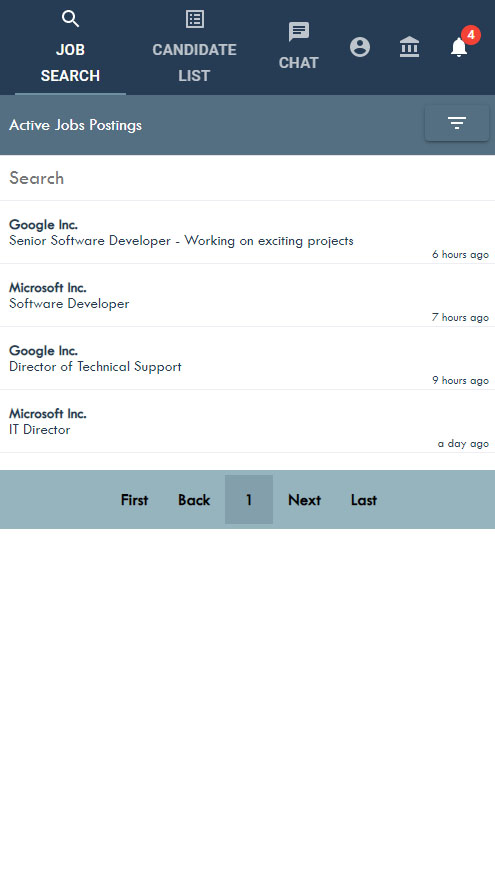 JOB
SEARCH
CANDIDATE
LIST
CHAT
4
Active Jobs Postings
Search
Google Inc.
Senior Software Developer - Working on exciting projects
6 hours ago
Microsoft Inc.
Software Developer
7 hours ago
Google Inc.
Director of Technical Support
9 hours ago
Microsoft Inc.
IT Director
a day ago
First Back 1 Next Last